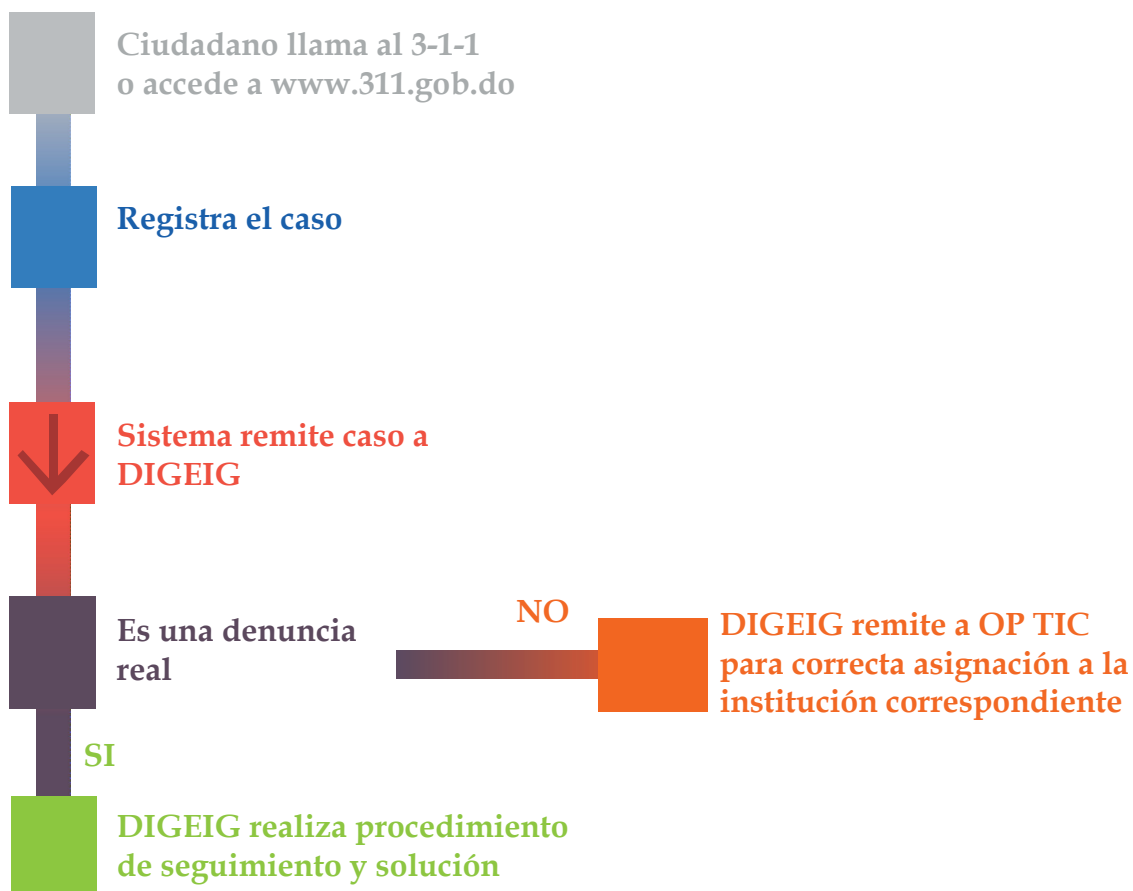 Ciudadano llama al 3-1-1
o accede a www.311.gob.do
Registra el caso
Sistema remite caso a
DIGEIG
Es una denuncia
real
NO
DIGEIG remite a OP TIC
para correcta asignación a la
institución correspondiente
SI
DIGEIG realiza procedimiento
de seguimiento y solución